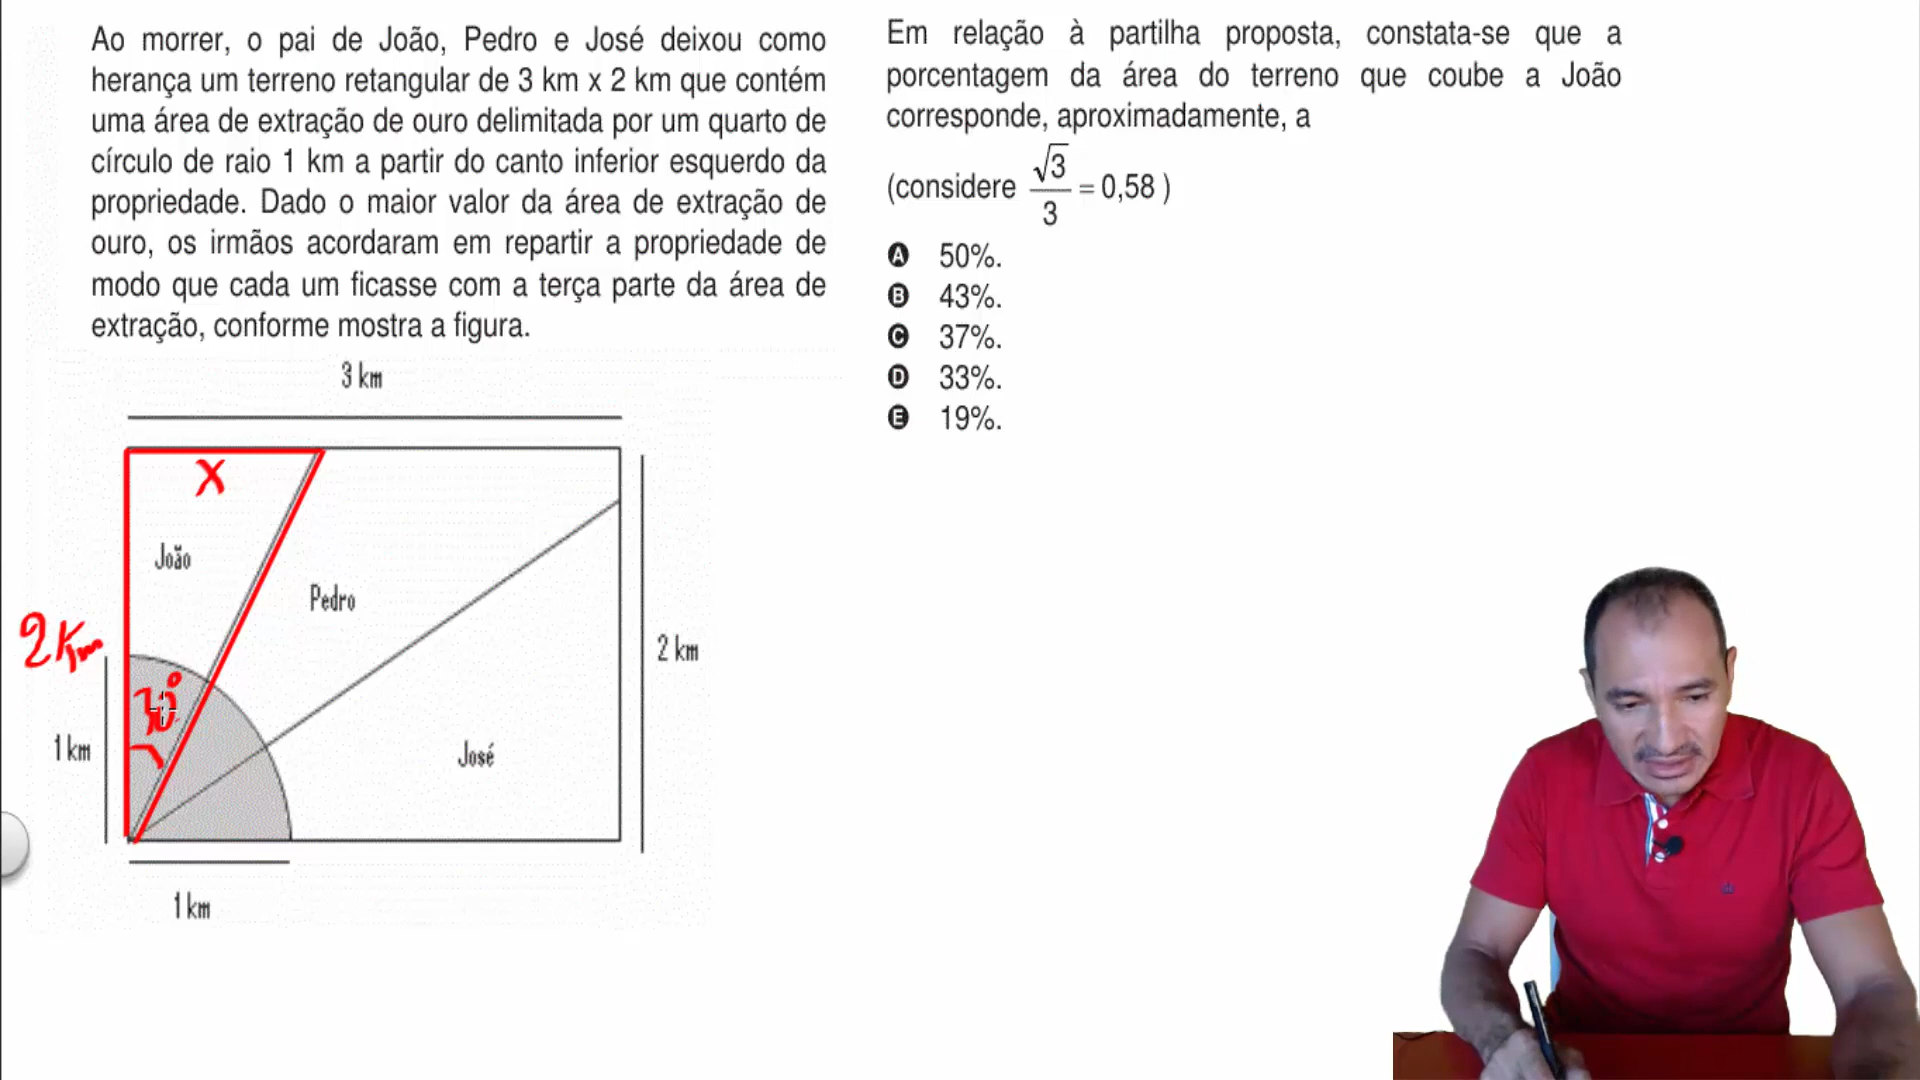 Ao morrer, o pai de João, Pedro e José deixou como
herança um terreno retangular de 3 km x 2 km que contém
uma área de extração de ouro delimitada por um quarto de
círculo de raio 1 km a partir do canto inferior esquerdo da
propriedade. Dado o maior valor da área de extração de
ouro, os irmãos acordaram em repartir a propriedade de
modo que cada um ficasse com a terça parte da área de
extração, conforme mostra a figura.
3 km
X
João
Pedro
2 Km
30°
2 km
1 km
José
1 km
Em relação à partilha proposta, constata-se que a
porcentagem da área do terreno que coube a João
corresponde, aproximadamente, a
(considere √3/3 = 0,58 )
A 50%.
B 43%.
C 37%.
D 33%.
E 19%.